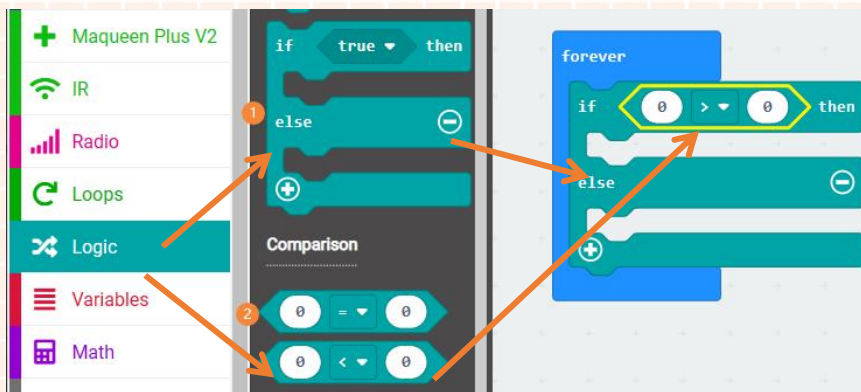 Maqueen Plus V2
IR
Radio
Loops
Logic
Variables
Math
if true then
1
else
Comparison
2
0 = 0
0 < 0
forever
if 0 > 0 then
else